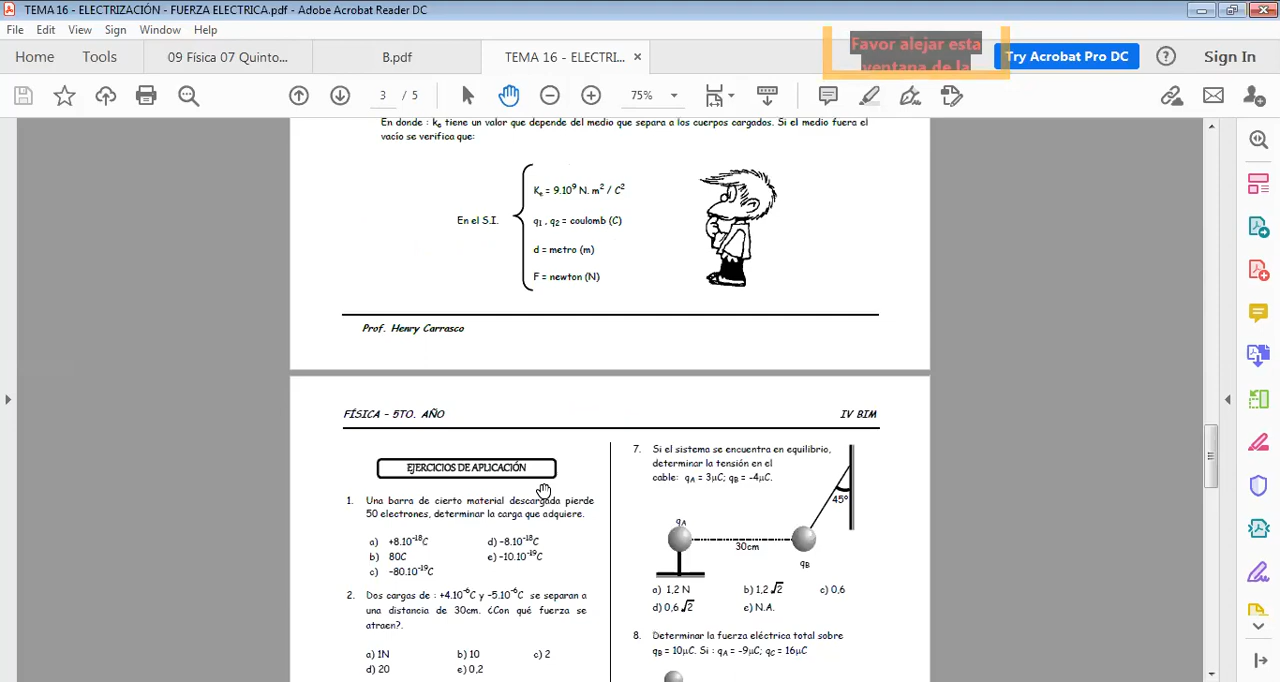 TEMA 16 - ELECTRIZACIÓN - FUERZA ELECTRICA.pdf - Adobe Acrobat Reader DC
File Edit View Sign Window Help
Home Tools 09 Física 07 Quinto... B.pdf TEMA 16 - ELECTRI... ×
Favor alejar esta
ventana de la
Try Acrobat Pro DC
Sign In
3 / 5 75%
En donde : ke tiene un valor que depende del medio que separa a los cuerpos cargados. Si el medio fuera el
vacío se verifica que:
Ke = 9.10⁹ N. m² / C²
En el S.I. q₁ , q₂ = coulomb (C)
d = metro (m)
F = newton (N)
Prof. Henry Carrasco
FÍSICA - 5TO. AÑO IV BIM
EJERCICIOS DE APLICACIÓN
1. Una barra de cierto material descargada pierde
50 electrones, determinar la carga que adquiere.
a) +8.10⁻¹⁸C d) -8.10⁻¹⁸C
b) 80C e) -10.10⁻¹⁹C
c) -80.10⁻¹⁹C
2. Dos cargas de : +4.10⁻⁶C y -5.10⁻⁶C se separan a
una distancia de 30cm. ¿Con qué fuerza se
atraen?.
a) 1N b) 10 c) 2
d) 20 e) 0,2
7. Si el sistema se encuentra en equilibrio,
determinar la tensión en el
cable: qA = 3μC; qB = -4μC.
45º
qA
30cm
qB
a) 1,2 N b) 1,2 √2 c) 0,6
d) 0,6 √2 e) N.A.
8. Determinar la fuerza eléctrica total sobre
qB = 10μC. Si : qA = -9μC; qC = 16μC